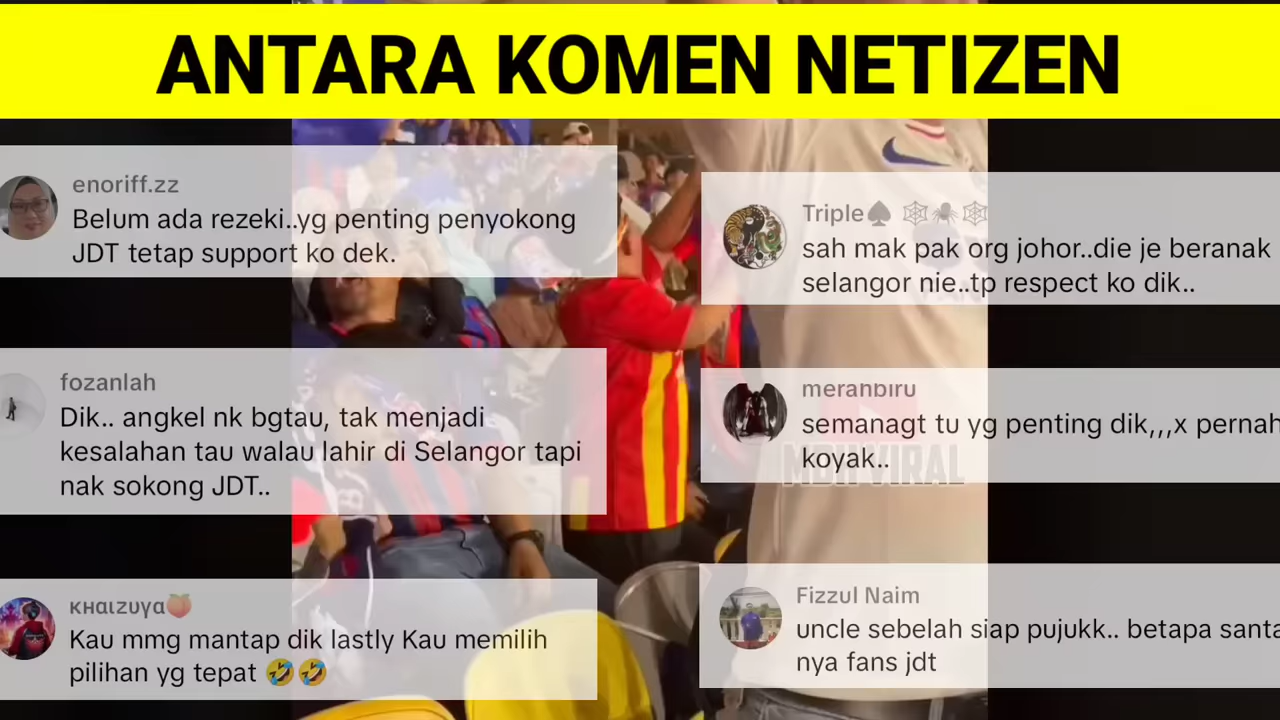 ANTARA KOMEN NETIZEN
enoriff.zz
Belum ada rezeki..yg penting penyokong
JDT tetap support ko dek.
fozanlah
Dik.. angkel nk bgtau, tak menjadi
kesalahan tau walau lahir di Selangor tapi
nak sokong JDT..
кнαιzυγα🍑
Kau mmg mantap dik lastly Kau memilih
pilihan yg tepat 🤣🤣
Triple♠️ 🕸️🕷️🕸️
sah mak pak org johor..die je beranak
selangor nie..tp respect ko dik..
merahbiru
semanagt tu yg penting dik,,,x pernah
koyak..
Fizzul Naim
uncle sebelah siap pujukk.. betapa santa
nya fans jdt